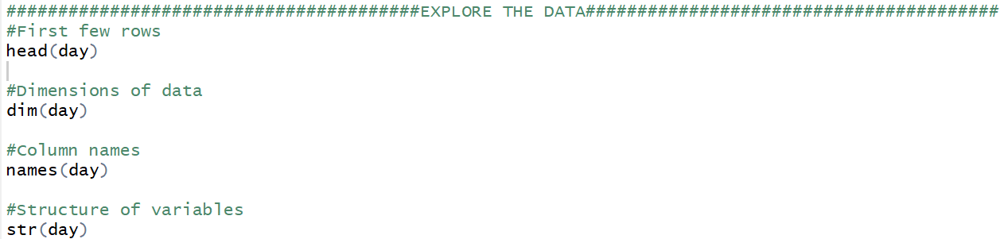 ########################################EXPLORE THE DATA########################################
#First few rows
head(day)
#Dimensions of data
dim(day)
#Column names
names(day)
#Structure of variables
str(day)